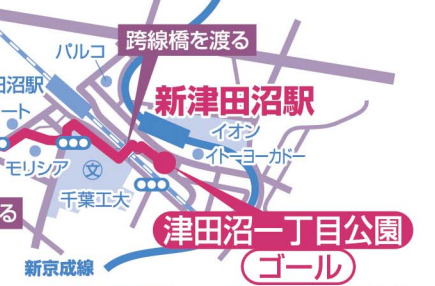 跨線橋を渡る
パルコ
沼駅
新津田沼駅
ート
イオン
イトーヨーカドー
モリシア
文
千葉工大
る
津田沼一丁目公園
ゴール
新京成線